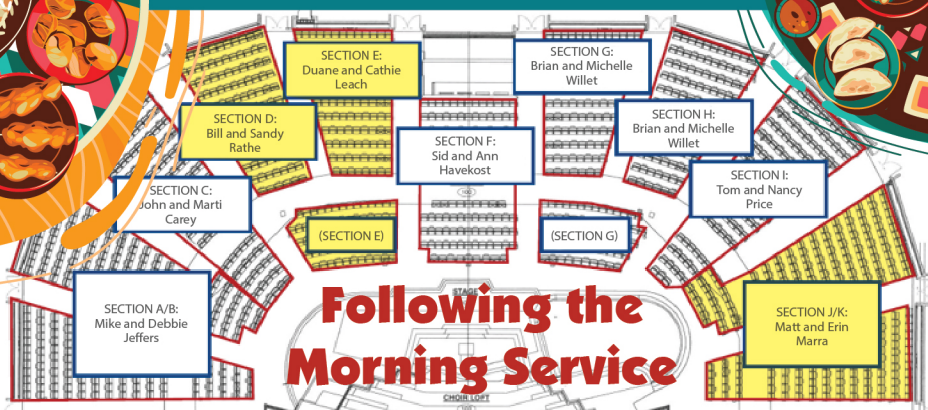 SECTION E:
Duane and Cathie
Leach
SECTION G:
Brian and Michelle
Willet
SECTION D:
Bill and Sandy
Rathe
SECTION F:
Sid and Ann
Havekost
SECTION H:
Brian and Michelle
Willet
SECTION C:
John and Marti
Carey
SECTION I:
Tom and Nancy
Price
(SECTION E)
(SECTION G)
SECTION A/B:
Mike and Debbie
Jeffers
SECTION J/K:
Matt and Erin
Marra
STAGE
Following the
Morning Service
CHOIR LOFT
100